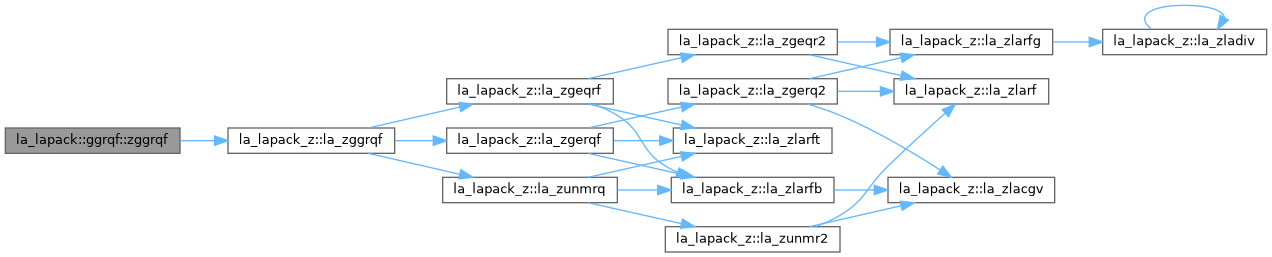 la_lapack::ggrqf::zggrqf
la_lapack_z::la_zggrqf
la_lapack_z::la_zgeqrf
la_lapack_z::la_zgerqf
la_lapack_z::la_zunmrq
la_lapack_z::la_zgeqr2
la_lapack_z::la_zgerq2
la_lapack_z::la_zlarft
la_lapack_z::la_zlarfb
la_lapack_z::la_zunmr2
la_lapack_z::la_zlarfg
la_lapack_z::la_zlarf
la_lapack_z::la_zlacgv
la_lapack_z::la_zladiv